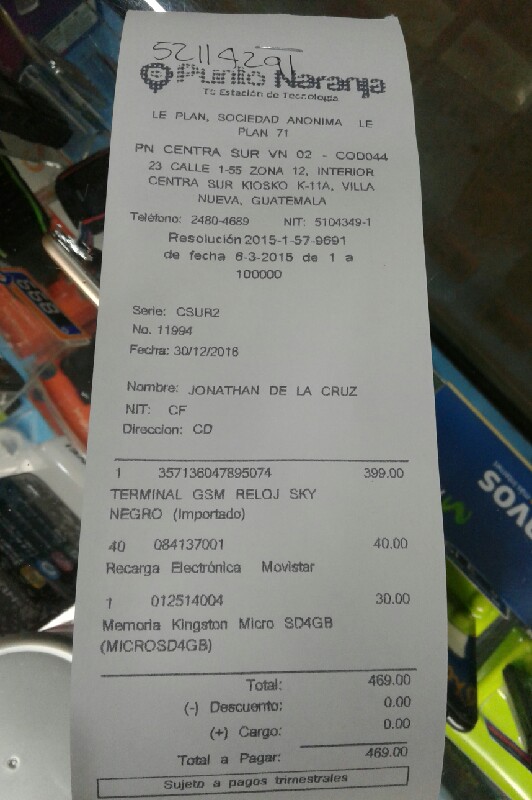 52114291
Punto Naranja
Tu Estación de Tecnología
LE PLAN, SOCIEDAD ANONIMA LE
PLAN 71
PN CENTRA SUR VN 02 - COD044
23 CALLE 1-55 ZONA 12, INTERIOR
CENTRA SUR KIOSKO K-11A, VILLA
NUEVA, GUATEMALA
Teléfono: 2480-4689 NIT: 5104349-1
Resolución 2015-1-57-9691
de fecha 6-3-2015 de 1 a
100000
Serie: CSUR2
No. 11994
Fecha: 30/12/2016
Nombre: JONATHAN DE LA CRUZ
NIT: CF
Direccion: CD
1 357136047895074 399.00
TERMINAL GSM RELOJ SKY
NEGRO (Importado)
40 084137001 40.00
Recarga Electrónica Movistar
1 012514004 30.00
Memoria Kingston Micro SD4GB
(MICROSD4GB)
Total: 469.00
(-) Descuento: 0.00
(+) Cargo: 0.00
Total a Pagar: 469.00
Sujeto a pagos trimestrales